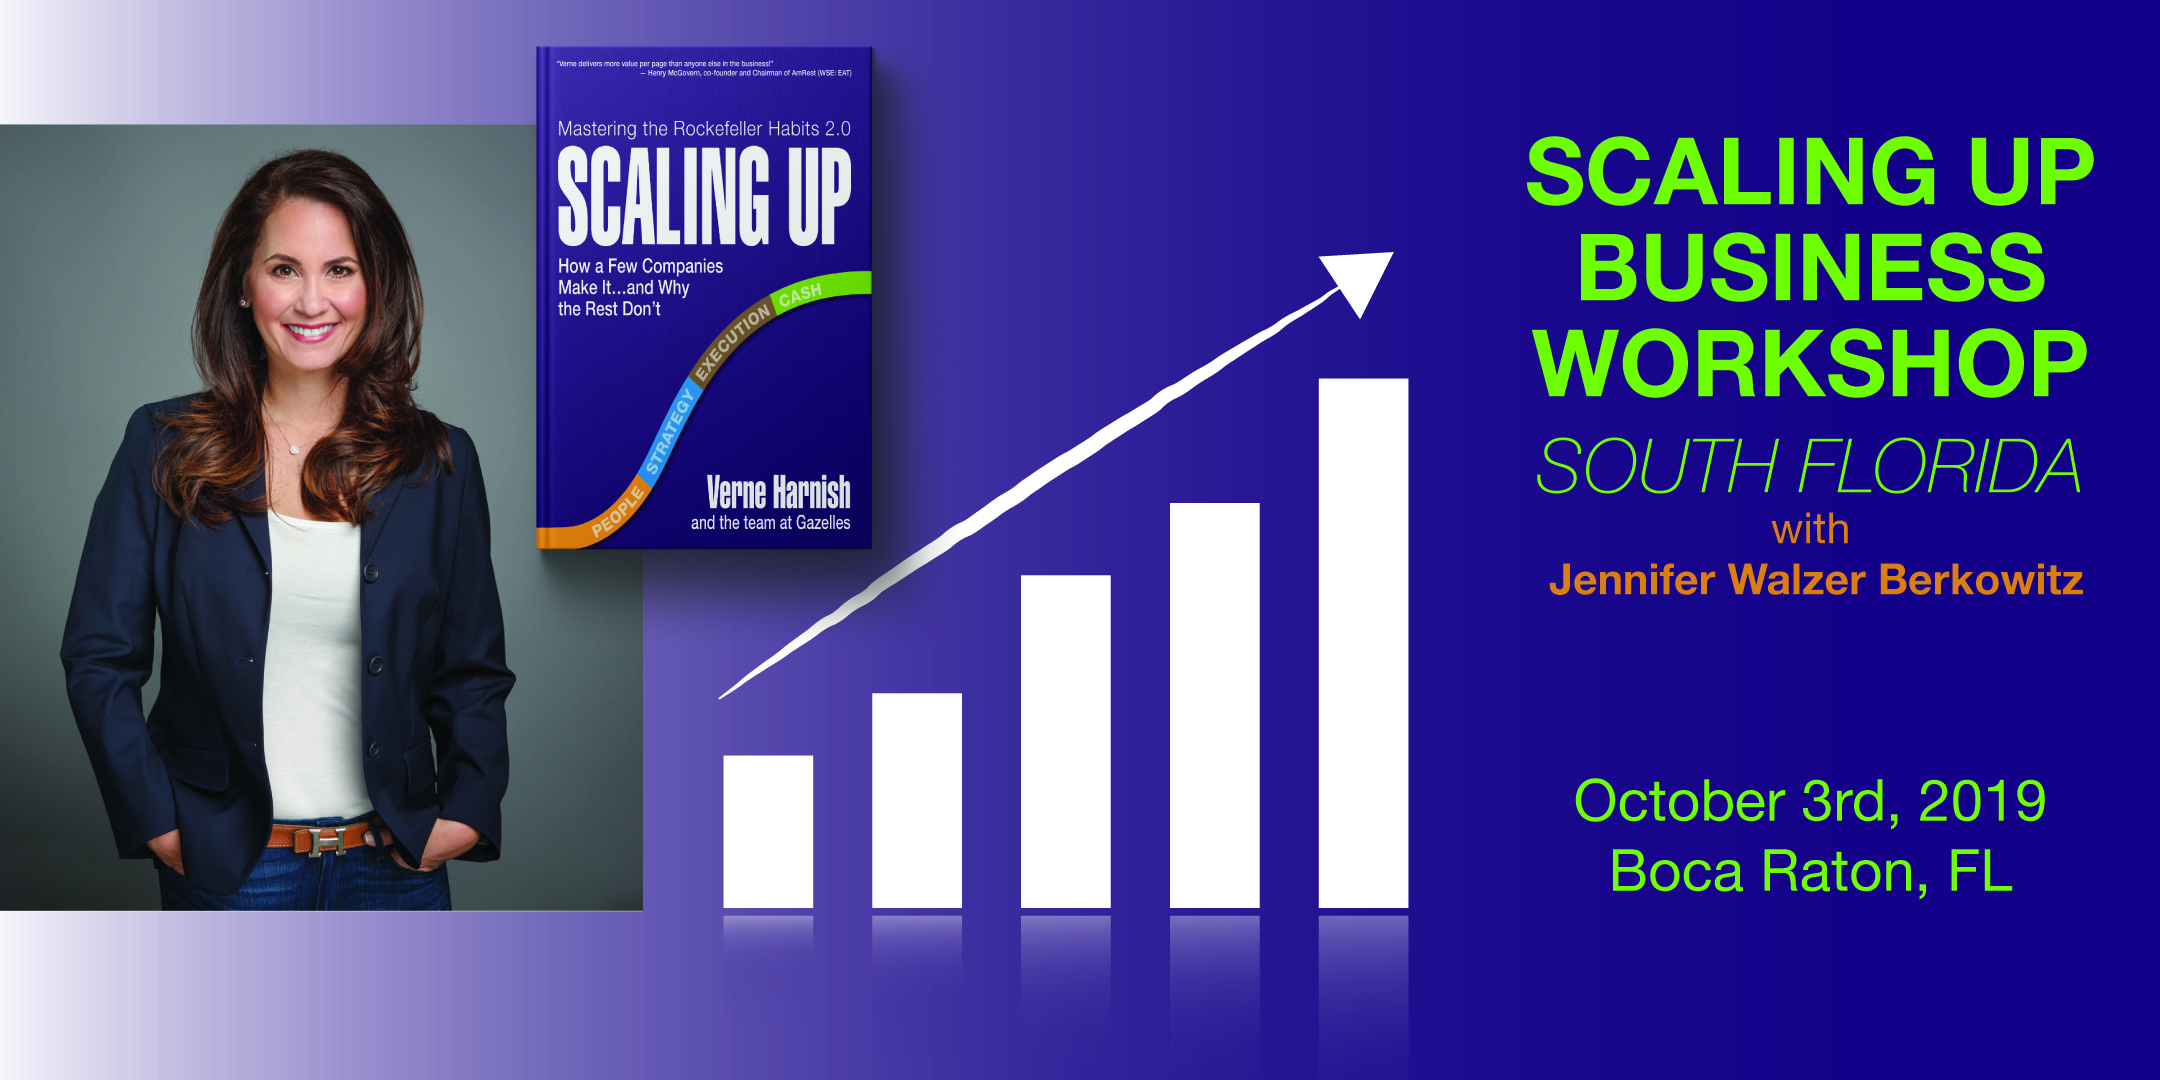 "Verne delivers more value per page than anyone else in the business!"
— Henry McGovern, co-founder and Chairman of AmRest (WSE: EAT)
Mastering the Rockefeller Habits 2.0
SCALING UP
How a Few Companies
Make It...and Why
the Rest Don't
CASH
EXECUTION
STRATEGY
PEOPLE
Verne Harnish
and the team at Gazelles
SCALING UP
BUSINESS
WORKSHOP
SOUTH FLORIDA
with
Jennifer Walzer Berkowitz
October 3rd, 2019
Boca Raton, FL